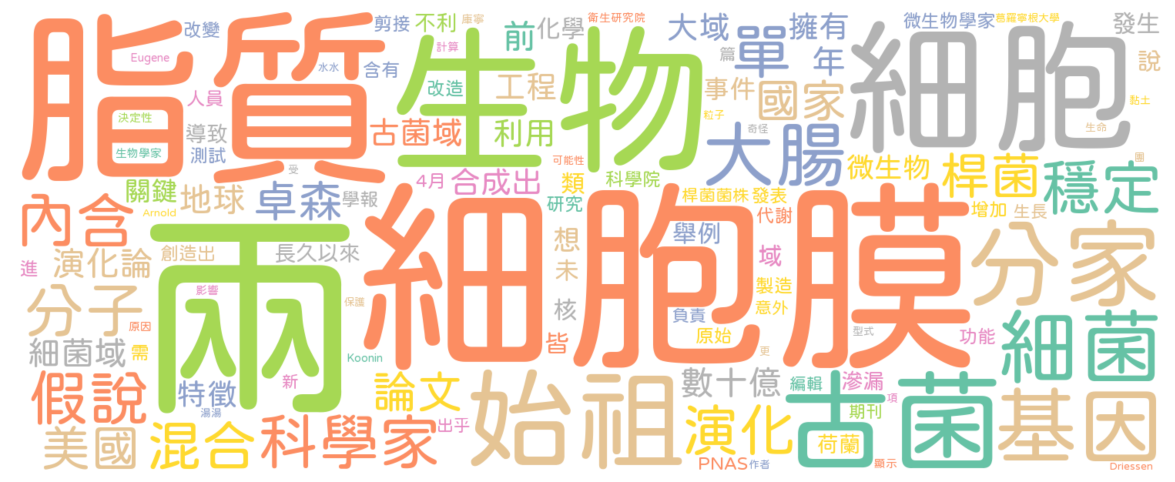 脂質
細胞膜
兩
生物
細胞
始祖
古菌
分家
基因
大腸
單
細菌
科學家
演化
假說
內含
穩定
分子
美國
混合
論文
卓森
桿菌
國家
大域
擁有
年
前
化學
工程
利用
古菌域
合成出
地球
關鍵
演化論
長久以來
細菌域
特徵
數十億
微生物
事件
微生物學家
發生
說
剪接
不利
改變
Eugene
水水
含有
改造
庫寧
計算
衛生研究院
篇
恩羅寧根大學
人員
決定性
導致
生物學家
測試
受
4月
學報
Arnold
創造出
進
影響
保護
原因
需
Koonin
新
湯湯
類
可能性
科學院
研究
想
未
核
皆
粒子
奇怪
桿菌菌株
發表
代謝
舉例
域
製造
意外
負責
原始
增加
生長
團
生命
黏土
型式
更
功能
編輯
滲漏
項
期刊
荷蘭
顯示
出乎
PNAS
作者
Driessen